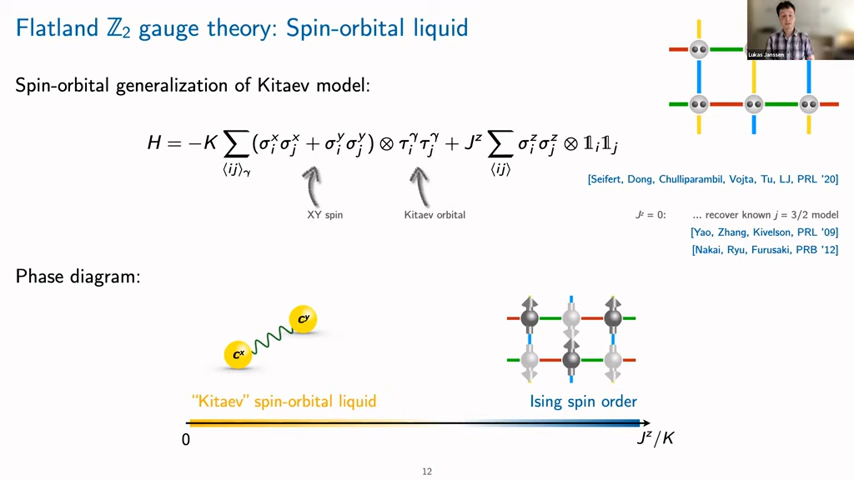 Flatland ℤ₂ gauge theory: Spin-orbital liquid
Lukas Janssen
Spin-orbital generalization of Kitaev model:
H = −K ∑⟨ij⟩γ (σᵢˣσⱼˣ + σᵢʸσⱼʸ) ⊗ τᵢᵞτⱼᵞ + Jᶻ ∑⟨ij⟩ σᵢᶻσⱼᶻ ⊗ 𝟙ᵢ𝟙ⱼ
[Seifert, Dong, Chulliparambil, Vojta, Tu, LJ, PRL '20]
XY spin
Kitaev orbital
Jᶻ = 0: ... recover known j = 3/2 model
[Yao, Zhang, Kivelson, PRL '09]
[Nakai, Ryu, Furusaki, PRB '12]
Phase diagram:
cʸ
cˣ
"Kitaev" spin-orbital liquid
Ising spin order
0
Jᶻ/K
12